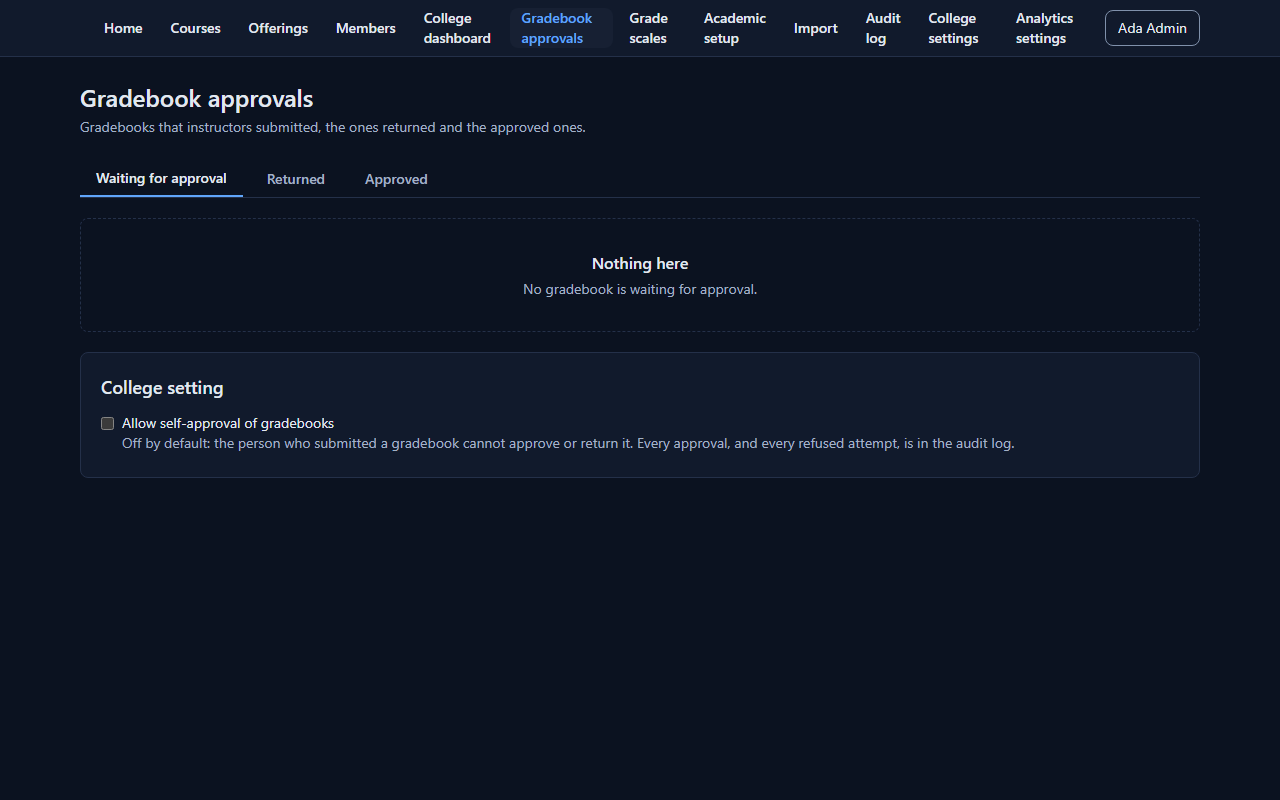 Home
Courses
Offerings
Members
College dashboard
Gradebook approvals
Grade scales
Academic setup
Import
Audit log
College settings
Analytics settings
Ada Admin
Gradebook approvals
Gradebooks that instructors submitted, the ones returned and the approved ones.
Waiting for approval
Returned
Approved
Nothing here
No gradebook is waiting for approval.
College setting
Allow self-approval of gradebooks
Off by default: the person who submitted a gradebook cannot approve or return it. Every approval, and every refused attempt, is in the audit log.